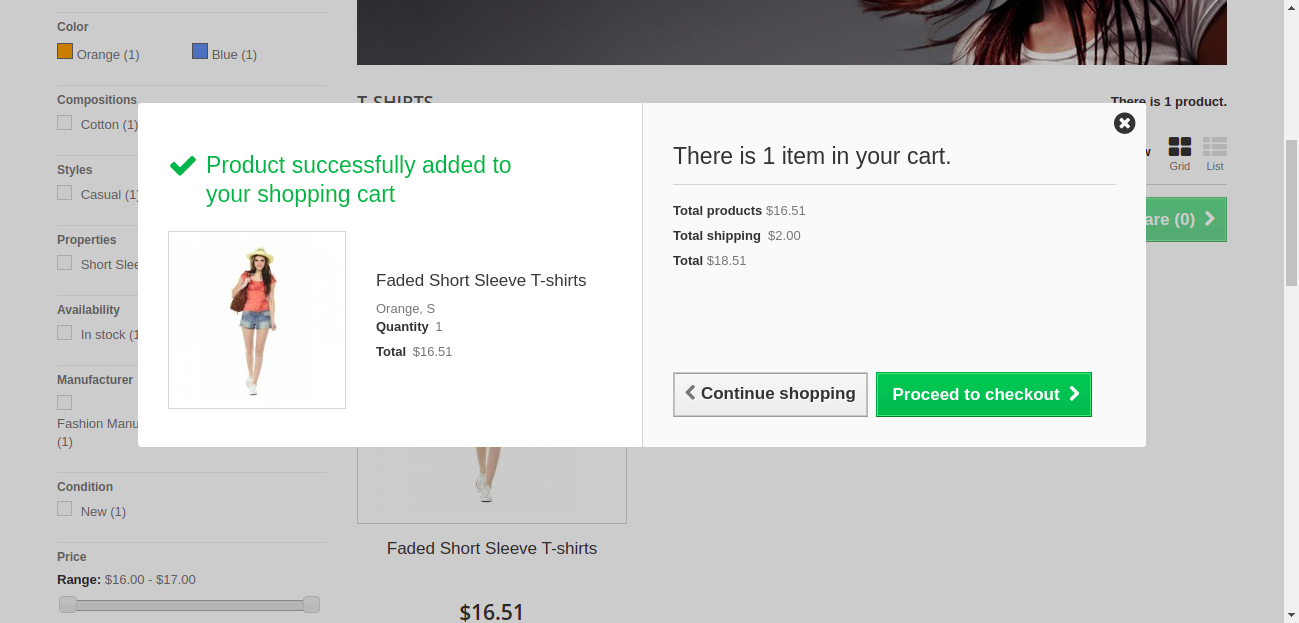 Color
Orange (1)
Blue (1)
Compositions
Cotton (1)
Styles
Casual (1)
Properties
Short Slee
Availability
In stock (1
Manufacturer
Fashion Manu
(1)
Condition
New (1)
Price
Range: $16.00 - $17.00
T-SHIRTS
There is 1 product.
w
Grid
List
are (0)
Product successfully added to
your shopping cart
Faded Short Sleeve T-shirts
Orange, S
Quantity 1
Total $16.51
There is 1 item in your cart.
Total products $16.51
Total shipping $2.00
Total $18.51
Continue shopping
Proceed to checkout
Faded Short Sleeve T-shirts
$16.51